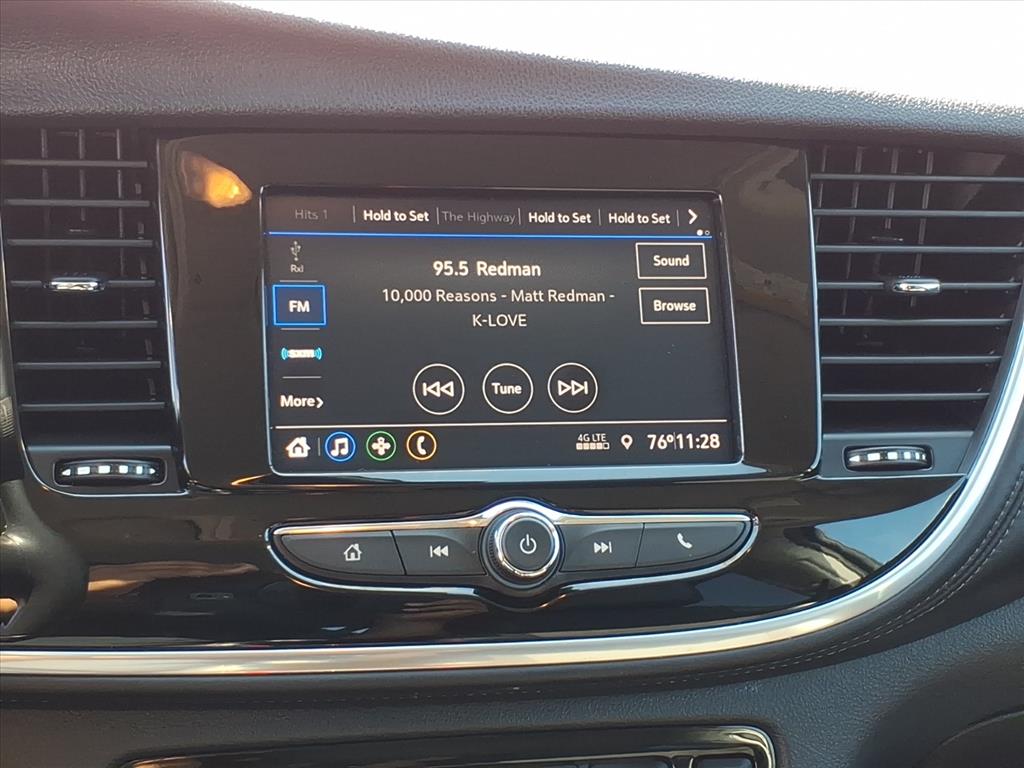 Hits 1 Hold to Set The Highway Hold to Set Hold to Set
Rxl
95.5 Redman
Sound
FM
10,000 Reasons - Matt Redman -
Browse
K-LOVE
More
Tune
4G LTE
76° 11:28